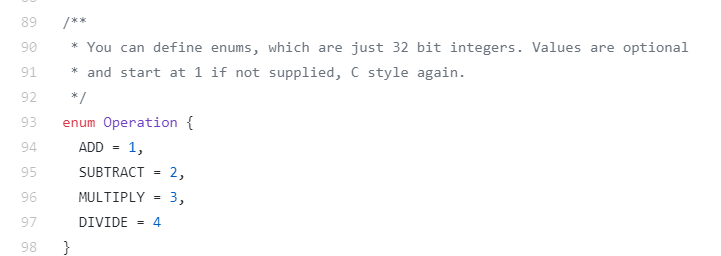 89 /**
90  * You can define enums, which are just 32 bit integers. Values are optional
91  * and start at 1 if not supplied, C style again.
92  */
93 enum Operation {
94   ADD = 1,
95   SUBTRACT = 2,
96   MULTIPLY = 3,
97   DIVIDE = 4
98 }